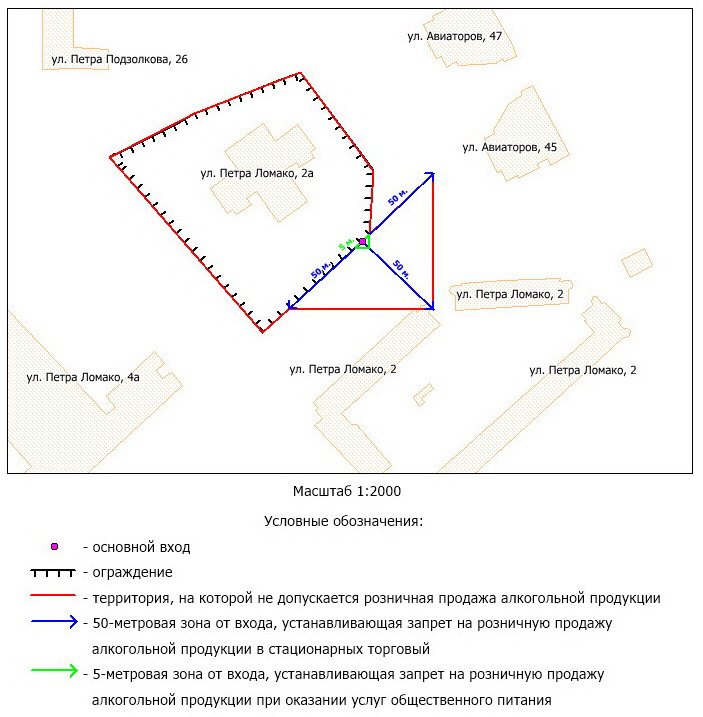 ул. Авиаторов, 47
ул. Петра Подзолкова, 26
ул. Авиаторов, 45
ул. Петра Ломако, 2а
50 м.
5 м.
50 м.
50 м.
ул. Петра Ломако, 2
ул. Петра Ломако, 2
ул. Петра Ломако, 2
ул. Петра Ломако, 4а
Масштаб 1:2000
Условные обозначения:
- основной вход
- ограждение
- территория, на которой не допускается розничная продажа алкогольной продукции
- 50-метровая зона от входа, устанавливающая запрет на розничную продажу
алкогольной продукции в стационарных торговый
- 5-метровая зона от входа, устанавливающая запрет на розничную продажу
алкогольной продукции при оказании услуг общественного питания